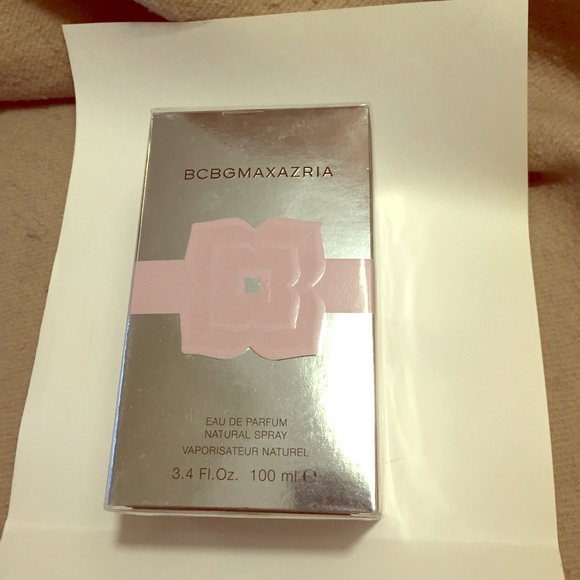 BCBGMAXAZRIA
EAU DE PARFUM
NATURAL SPRAY
VAPORISATEUR NATUREL
3.4 Fl.Oz. 100 ml ℮